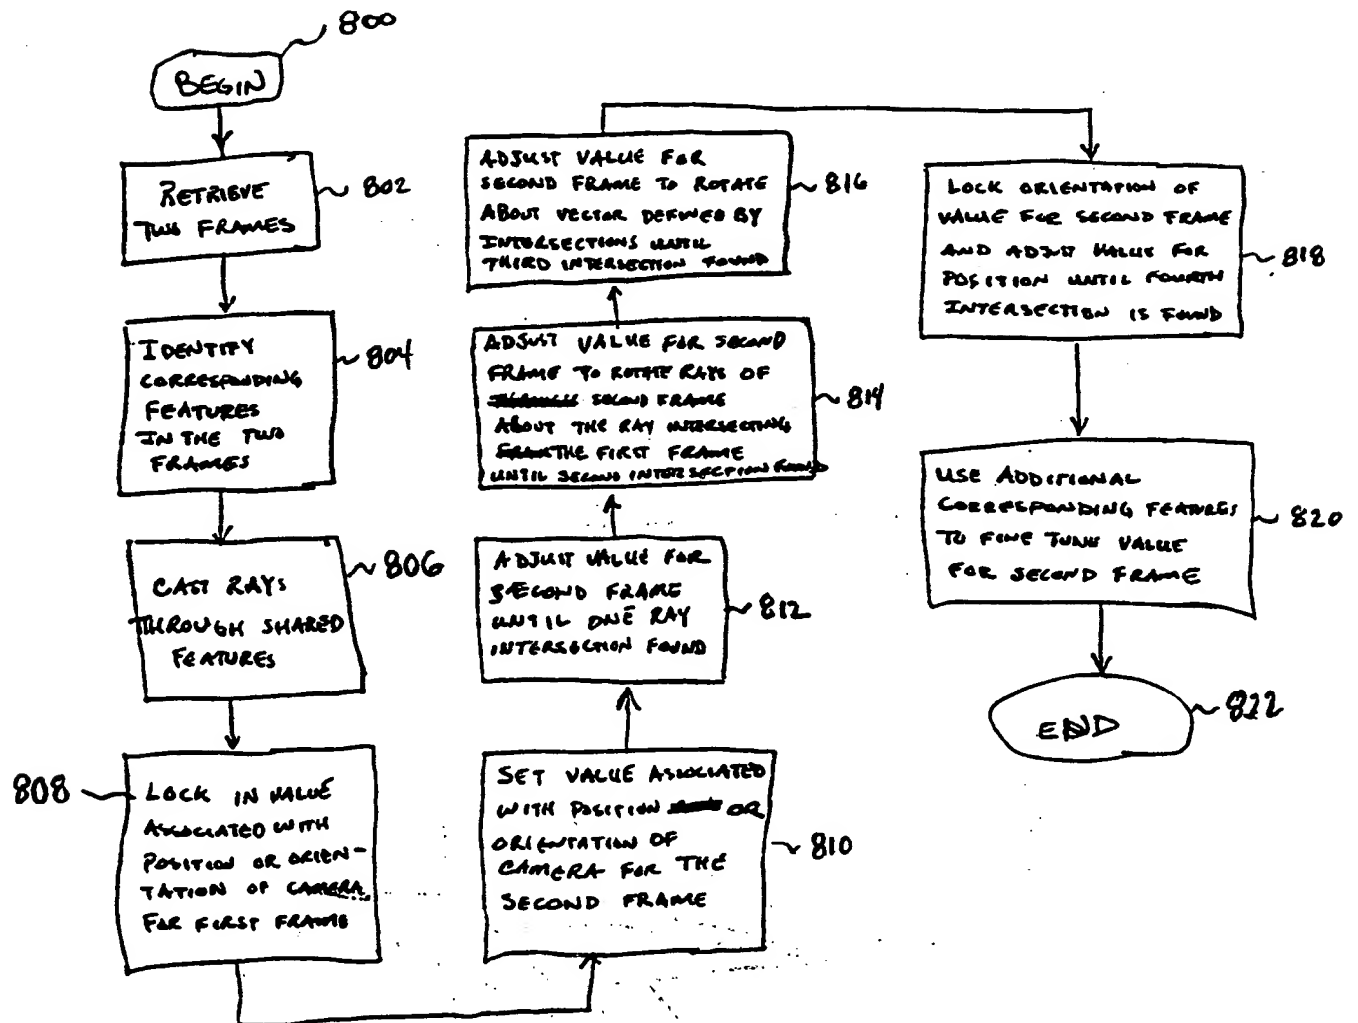 800
BEGIN
RETRIEVE
TWO FRAMES
802
IDENTIFY
CORRESPONDING
FEATURES
IN THE TWO
FRAMES
804
CAST RAYS
THROUGH SHARED
FEATURES
806
808
LOCK IN VALUE
ASSOCIATED WITH
POSITION OR ORIEN-
TATION OF CAMERA
FOR FIRST FRAME
SET VALUE ASSOCIATED
WITH POSITION OR
ORIENTATION OF
CAMERA FOR THE
SECOND FRAME
810
ADJUST VALUE FOR
SECOND FRAME
UNTIL ONE RAY
INTERSECTION FOUND
812
ADJUST VALUE FOR SECOND
FRAME TO ROTATE RAYS OF
SECOND FRAME
ABOUT THE RAY INTERSECTING
FROM THE FIRST FRAME
UNTIL SECOND INTERSECTION FOUND
814
ADJUST VALUE FOR
SECOND FRAME TO ROTATE
ABOUT VECTOR DEFINED BY
INTERSECTIONS UNTIL
THIRD INTERSECTION FOUND
816
LOCK ORIENTATION OF
VALUE FOR SECOND FRAME
AND ADJUST VALUE FOR
POSITION UNTIL FOURTH
INTERSECTION IS FOUND
818
USE ADDITIONAL
CORRESPONDING FEATURES
TO FINE TUNE VALUE
FOR SECOND FRAME
820
END
822